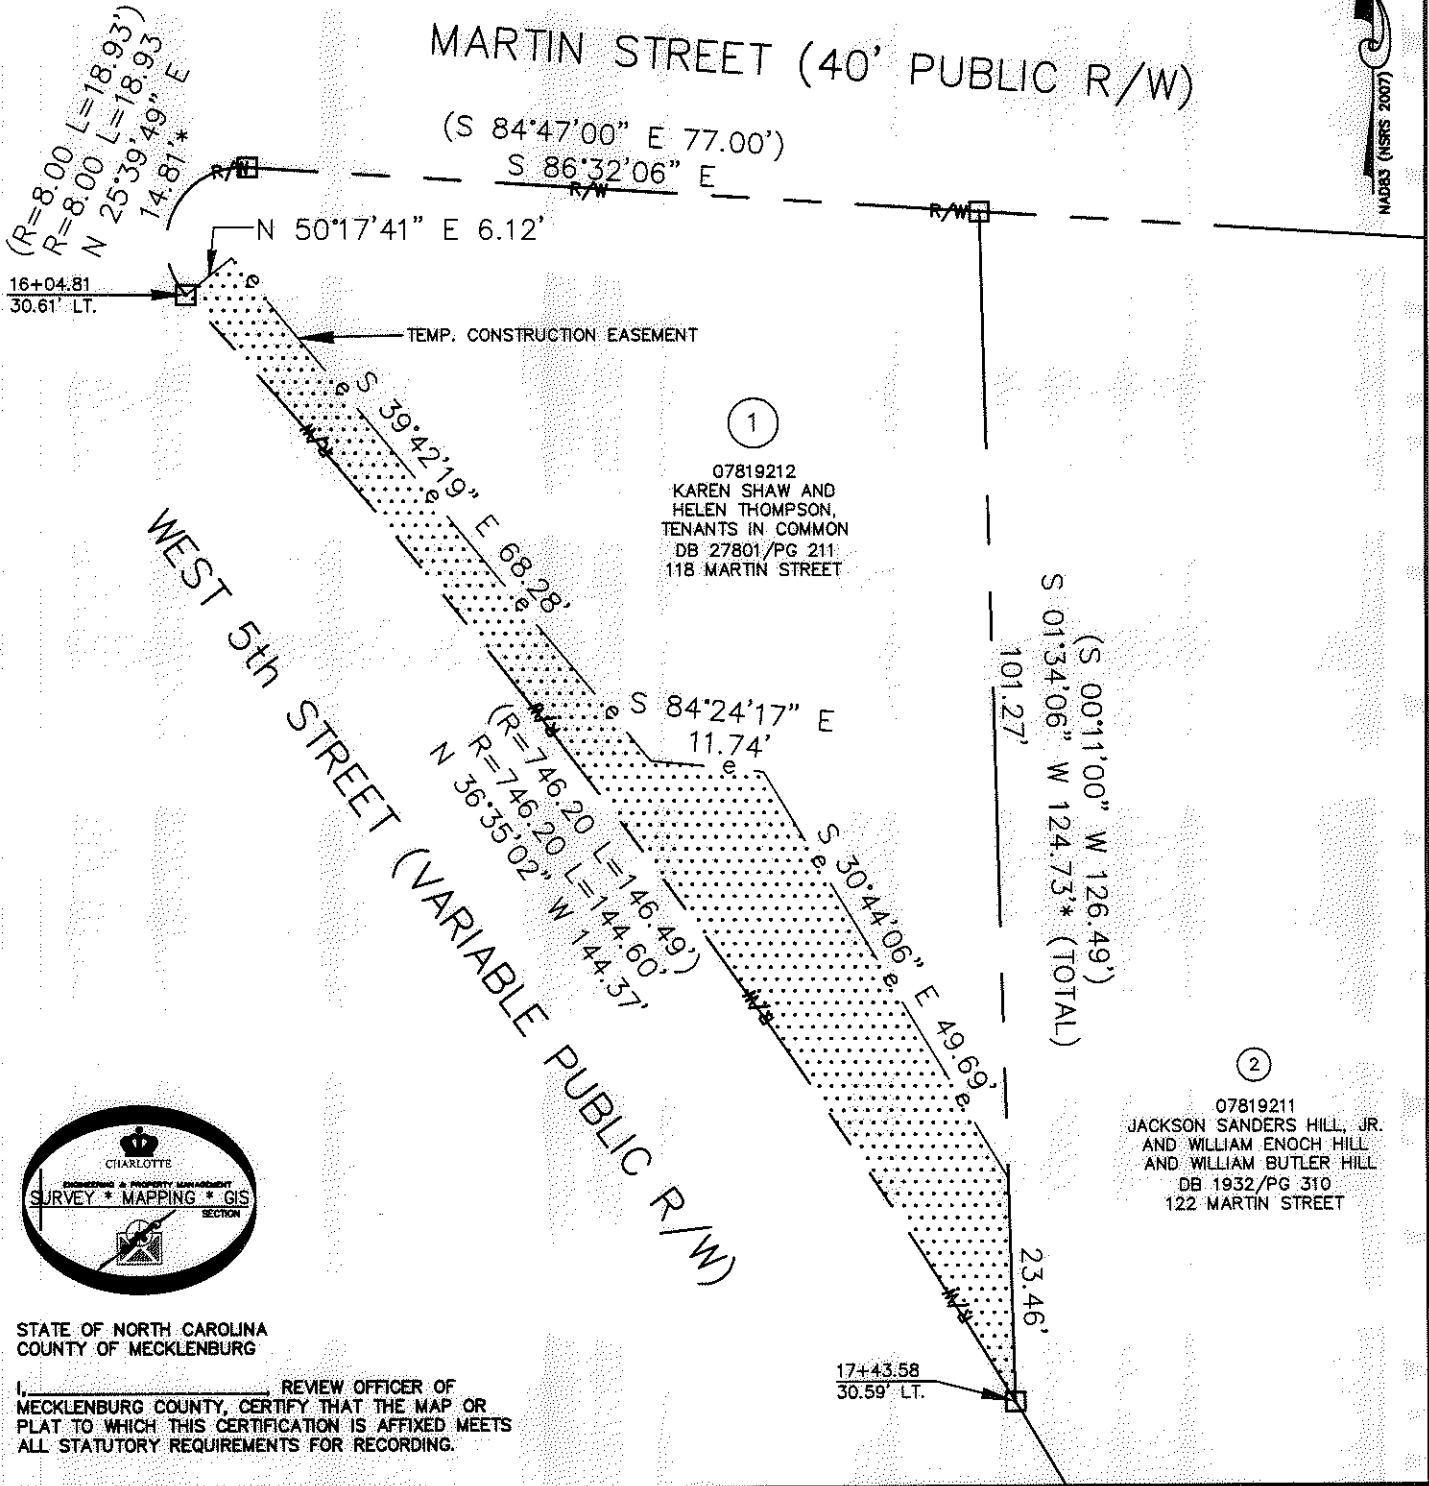 MARTIN STREET (40' PUBLIC R/W)
(S 84°47'00" E 77.00')
S 86°32'06" E
R/W
R/W
R/W
(R=8.00 L=18.93')
R=8.00 L=18.93
N 25°39'49" E
14.81'*
NAD83 (NSRS 2007)
N 50°17'41" E 6.12'
16+04.81
30.61' LT.
e
TEMP. CONSTRUCTION EASEMENT
e
S 39°42'19" E 68.28'
e
e
e
R/W
1
07819212
KAREN SHAW AND
HELEN THOMPSON,
TENANTS IN COMMON
DB 27801/PG 211
118 MARTIN STREET
WEST 5th STREET (VARIABLE PUBLIC R/W)
S 84°24'17" E
11.74'
e
R/W
(R=746.20 L=146.49')
R=746.20 L=144.60'
N 36°35'02" W 144.37'
(S 00°11'00" W 126.49')
S 01°34'06" W 124.73'* (TOTAL)
101.27'
S 30°44'06" E 49.69'
e
e
e
R/W
2
07819211
JACKSON SANDERS HILL, JR.
AND WILLIAM ENOCH HILL
AND WILLIAM BUTLER HILL
DB 1932/PG 310
122 MARTIN STREET
23.46'
R/W
17+43.58
30.59' LT.
CHARLOTTE
ENGINEERING & PROPERTY MANAGEMENT
SURVEY * MAPPING * GIS
SECTION
STATE OF NORTH CAROLINA
COUNTY OF MECKLENBURG
I,____________________ REVIEW OFFICER OF
MECKLENBURG COUNTY, CERTIFY THAT THE MAP OR
PLAT TO WHICH THIS CERTIFICATION IS AFFIXED MEETS
ALL STATUTORY REQUIREMENTS FOR RECORDING.